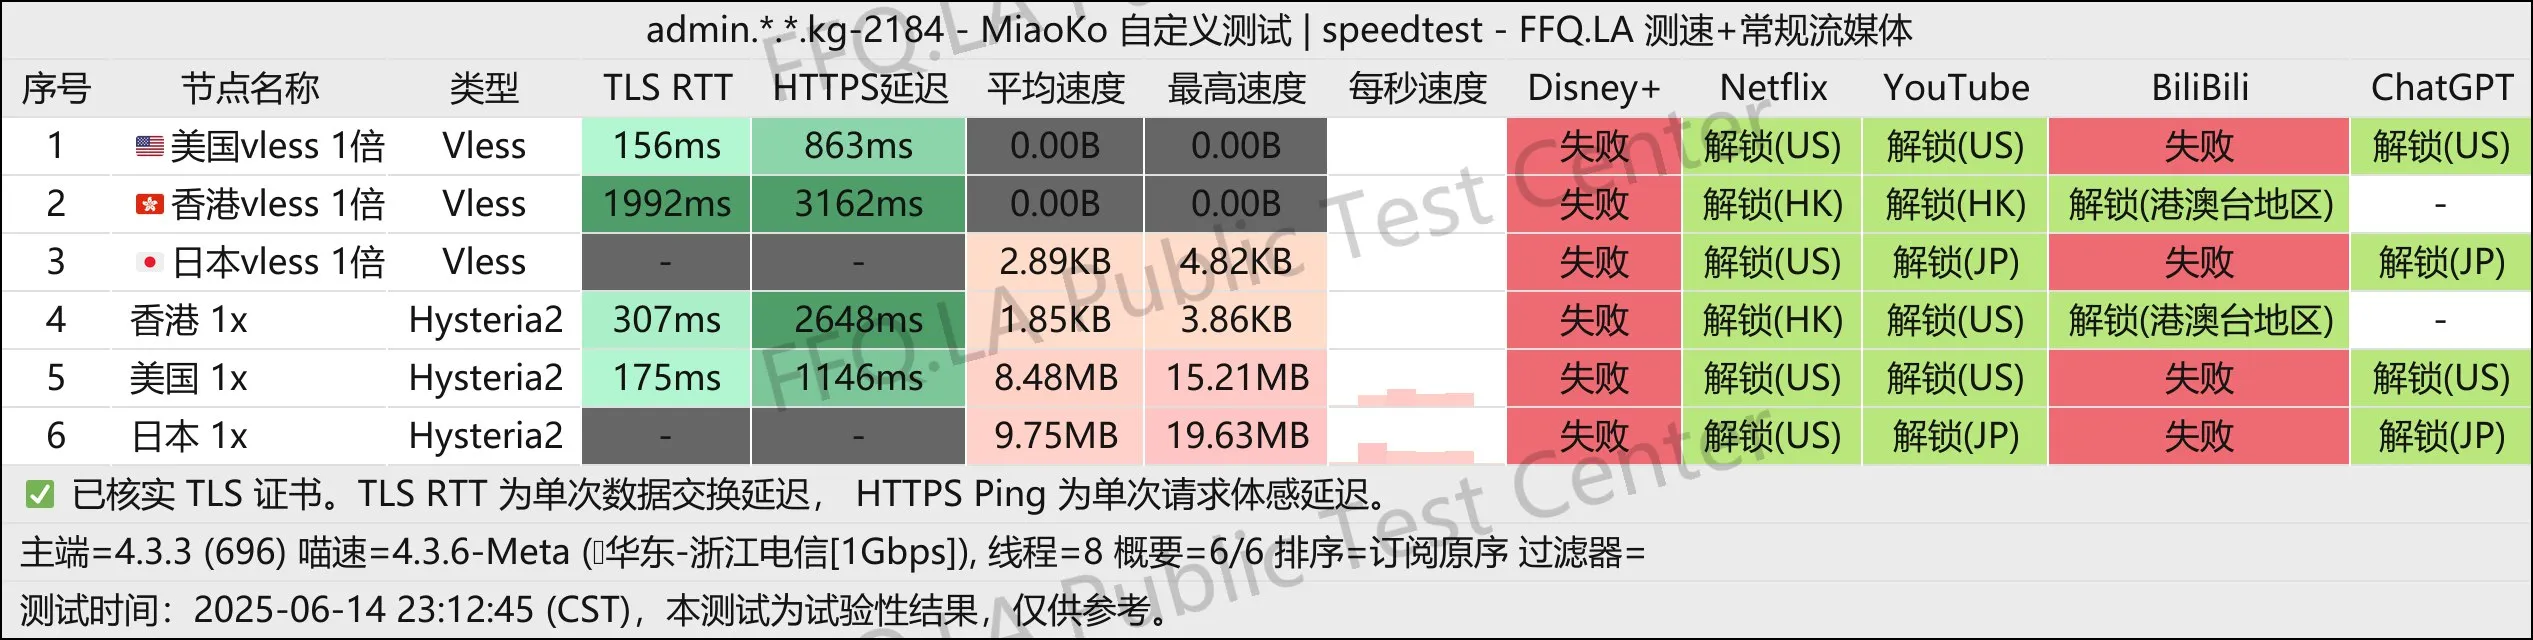 admin.*.*.kg-2184 - MiaoKo 自定义测试 | speedtest - FFQ.LA 测速+常规流媒体
序号 节点名称 类型 TLS RTT HTTPS延迟 平均速度 最高速度 每秒速度 Disney+ Netflix YouTube BiliBili ChatGPT
1 美国vless 1倍 Vless 156ms 863ms 0.00B 0.00B 失败 解锁(US) 解锁(US) 失败 解锁(US)
2 香港vless 1倍 Vless 1992ms 3162ms 0.00B 0.00B 失败 解锁(HK) 解锁(HK) 解锁(港澳台地区) -
3 日本vless 1倍 Vless - - 2.89KB 4.82KB 失败 解锁(US) 解锁(JP) 失败 解锁(JP)
4 香港 1x Hysteria2 307ms 2648ms 1.85KB 3.86KB 失败 解锁(HK) 解锁(US) 解锁(港澳台地区) -
5 美国 1x Hysteria2 175ms 1146ms 8.48MB 15.21MB 失败 解锁(US) 解锁(US) 失败 解锁(US)
6 日本 1x Hysteria2 - - 9.75MB 19.63MB 失败 解锁(US) 解锁(JP) 失败 解锁(JP)
✅ 已核实 TLS 证书。TLS RTT 为单次数据交换延迟， HTTPS Ping 为单次请求体感延迟。
主端=4.3.3 (696) 喵速=4.3.6-Meta (华东-浙江电信[1Gbps]), 线程=8 概要=6/6 排序=订阅原序 过滤器=
测试时间：2025-06-14 23:12:45 (CST)，本测试为试验性结果，仅供参考。
FFQ.LA Public Test Center
FFQ.LA Public Test Center